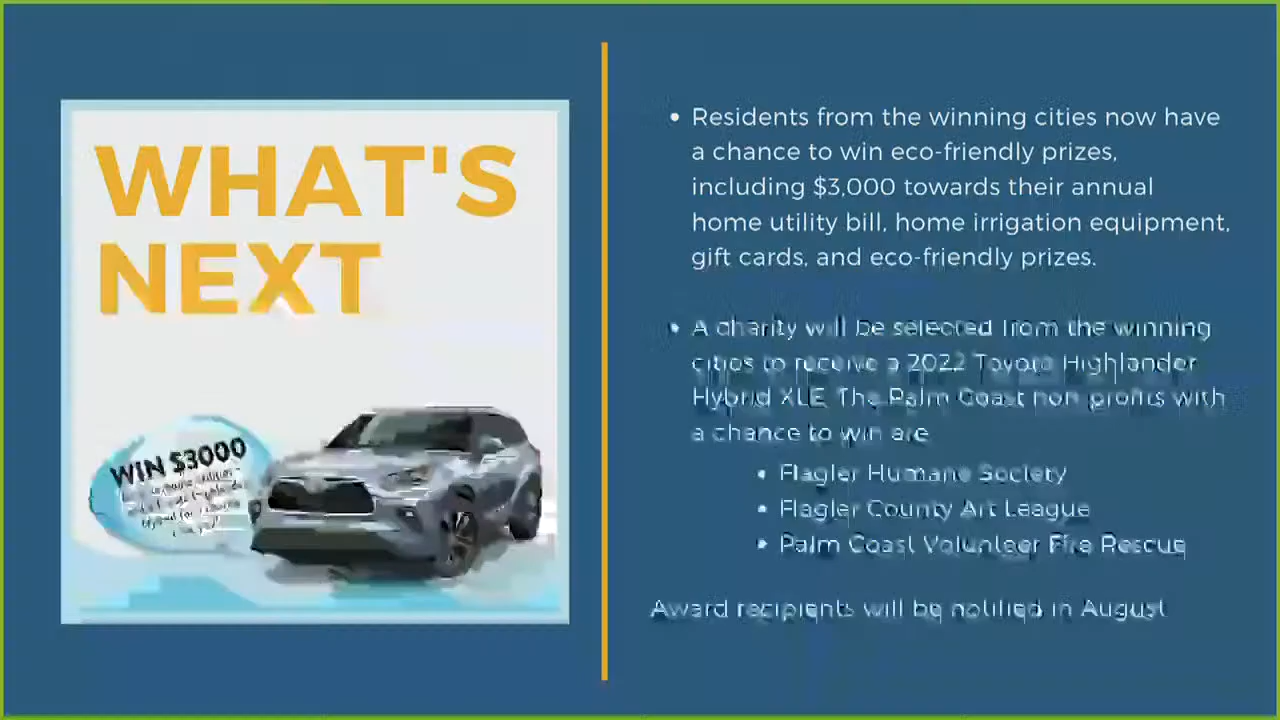 WHAT'S
NEXT
WIN $3000
• Residents from the winning cities now have
a chance to win eco-friendly prizes,
including $3,000 towards their annual
home utility bill, home irrigation equipment,
gift cards, and eco-friendly prizes.
• A charity will be selected from the winning
cities to receive a 2022 Toyota Highlander
Hybrid XLE. The Palm Coast non profits with
a chance to win are
• Flagler Humane Society
• Flagler County Art League
• Palm Coast Volunteer Fire Rescue
Award recipients will be notified in August